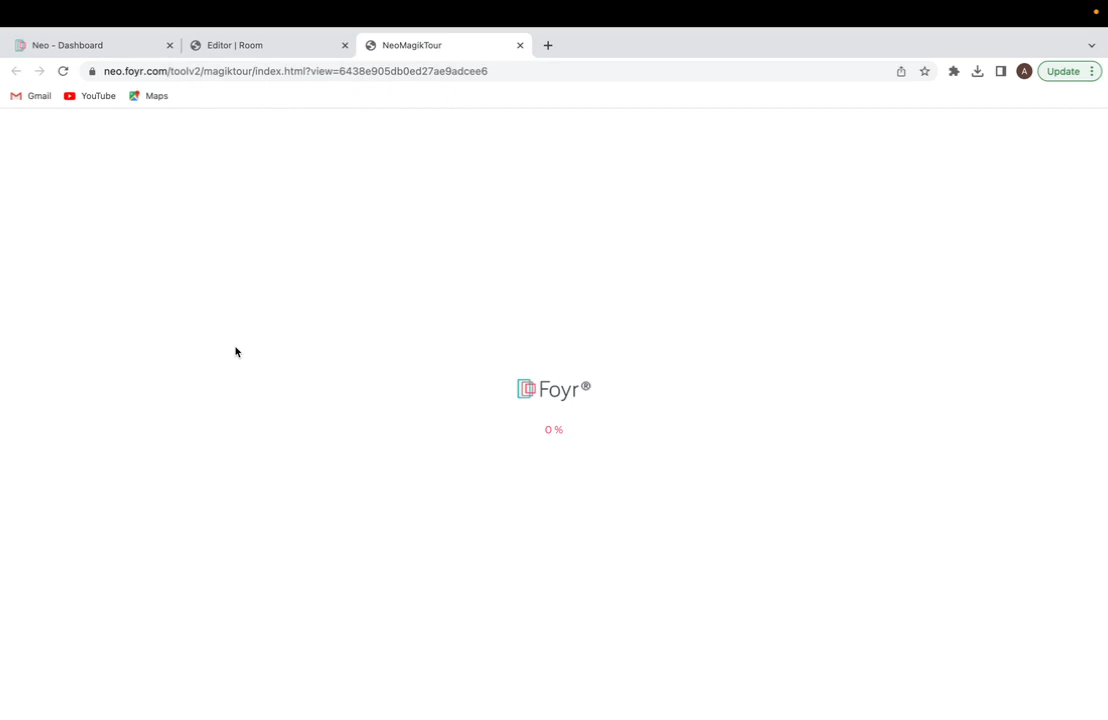 Neo - Dashboard
Editor | Room
NeoMagikTour
neo.foyr.com/toolv2/magiktour/index.html?view=6438e905db0ed27ae9adcee6
A
Update
Gmail
YouTube
Maps
Foyr®
0 %